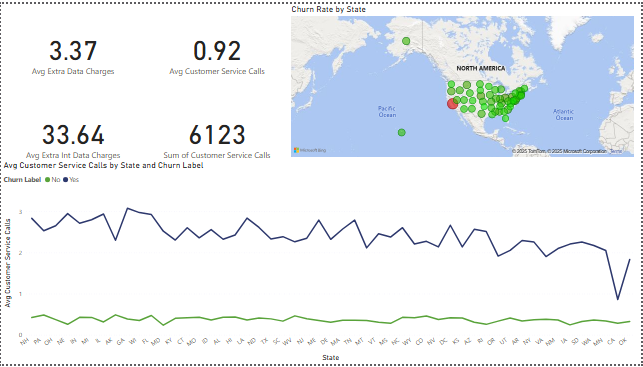 Churn Rate by State
3.37
Avg Extra Data Charges
0.92
Avg Customer Service Calls
33.64
Avg Extra Int Data Charges
6123
Sum of Customer Service Calls
NORTH AMERICA
Pacific
Ocean
Atlantic
Ocean
Microsoft Bing
© 2025 TomTom, © 2025 Microsoft Corporation Terms
Avg Customer Service Calls by State and Churn Label
Churn Label No Yes
Avg Customer Service Calls
3
2
1
0
NH PA OH NE IN MI IL AK GA WI FL MD KY CT MO ID AL HI LA ND TX SC WV NJ ME DE MA TN MT VT MS NC WY CO NV DC KS AZ RI OR UT AR NY VA NM IA SD WA MN CA OK
State